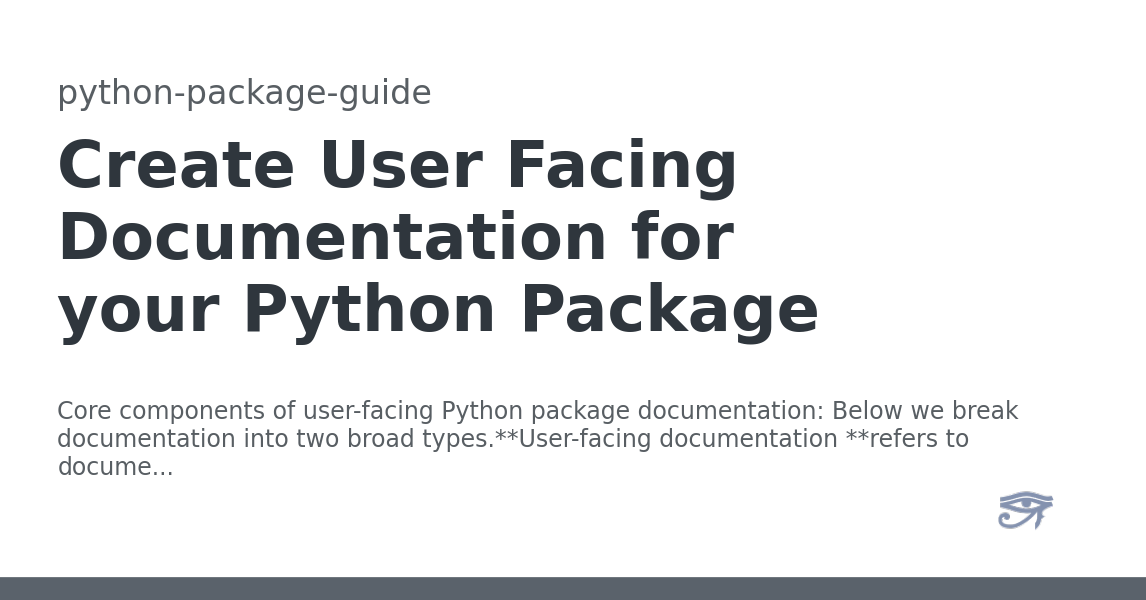 python-package-guide
Create User Facing
Documentation for
your Python Package
Core components of user-facing Python package documentation: Below we break
documentation into two broad types.**User-facing documentation **refers to
docume...